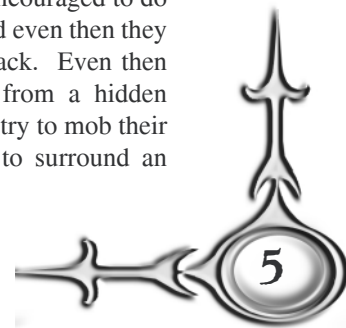 ncouraged to do
d even then they
ack. Even then
from a hidden
try to mob their
to surround an
5